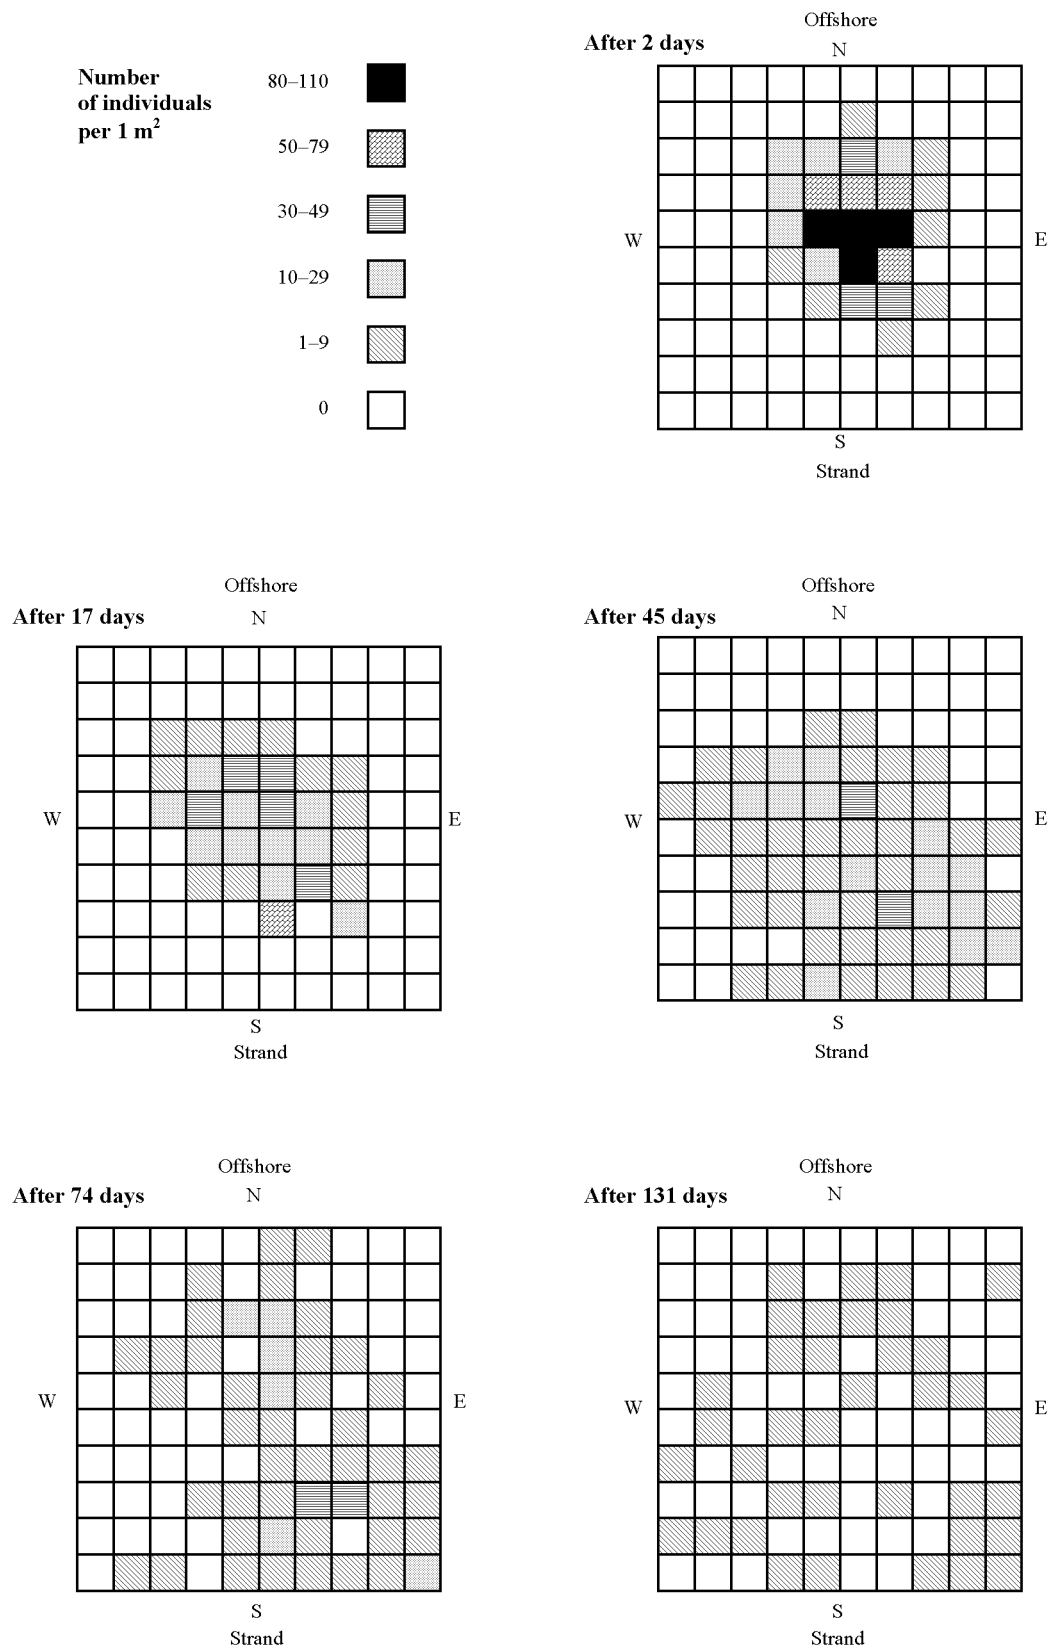 Number
of individuals
per 1 m²
80–110
50–79
30–49
10–29
1–9
0
After 2 days
Offshore
N
W
E
S
Strand
After 17 days
Offshore
N
W
E
S
Strand
After 45 days
Offshore
N
W
E
S
Strand
After 74 days
Offshore
N
W
E
S
Strand
After 131 days
Offshore
N
W
E
S
Strand